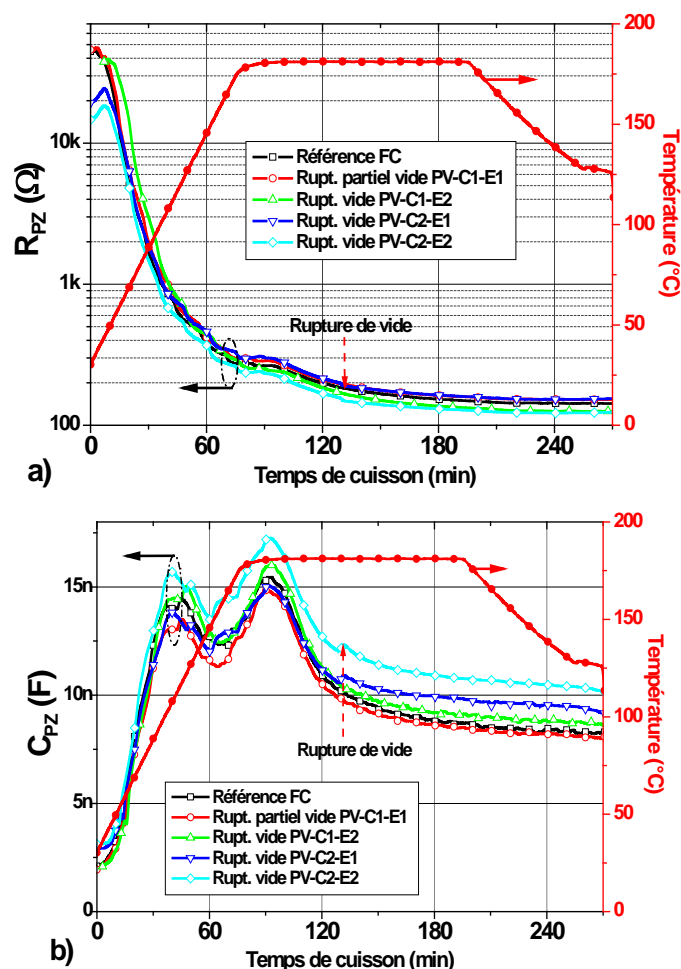 a)
200
150
100
50
0
10k
1k
100
R_PZ (Ω)
Température (°C)
Référence FC
Rupt. partiel vide PV-C1-E1
Rupt. vide PV-C1-E2
Rupt. vide PV-C2-E1
Rupt. vide PV-C2-E2
Rupture de vide
0 60 120 180 240
Temps de cuisson (min)
200
150
100
50
0
15n
10n
5n
0
C_PZ (F)
Température (°C)
Rupture de vide
Référence FC
Rupt. partiel vide PV-C1-E1
Rupt. vide PV-C1-E2
Rupt. vide PV-C2-E1
Rupt. vide PV-C2-E2
0 60 120 180 240
b)
Temps de cuisson (min)